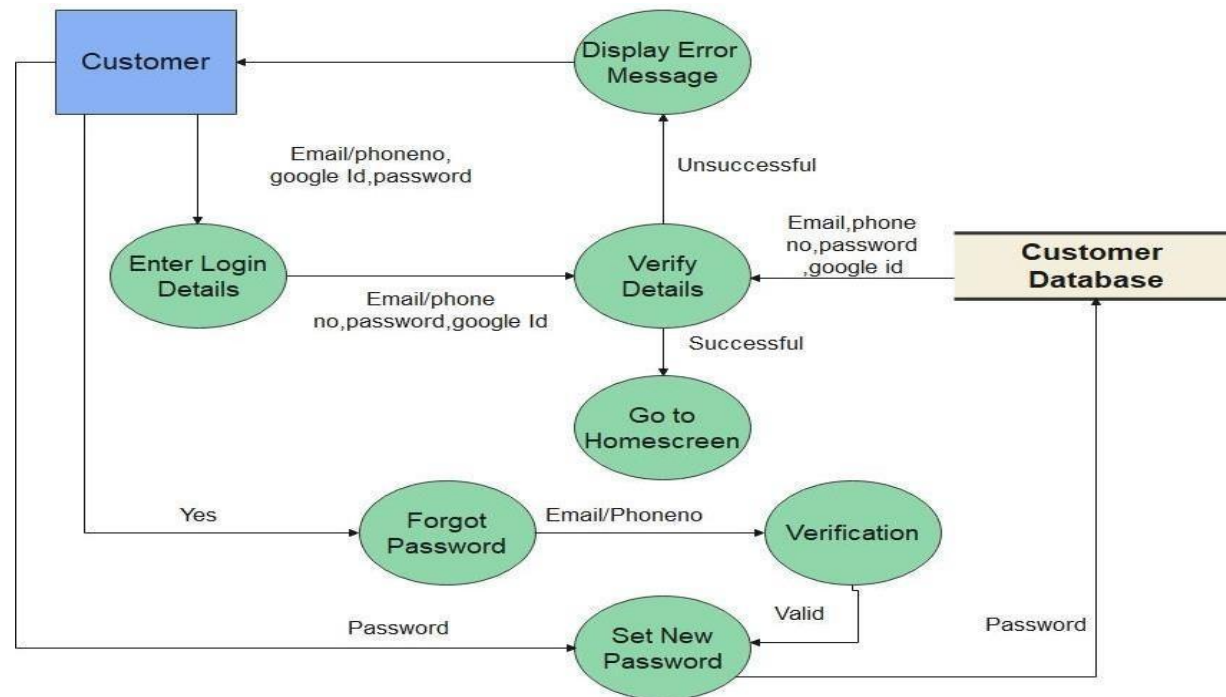 Customer
Display Error
Message
Email/phoneno,
google Id,password
Unsuccessful
Enter Login
Details
Email/phone
no,password,google Id
Verify
Details
Email,phone
no,password
,google id
Customer
Database
Successful
Go to
Homescreen
Yes
Forgot
Password
Email/Phoneno
Verification
Valid
Password
Set New
Password
Password